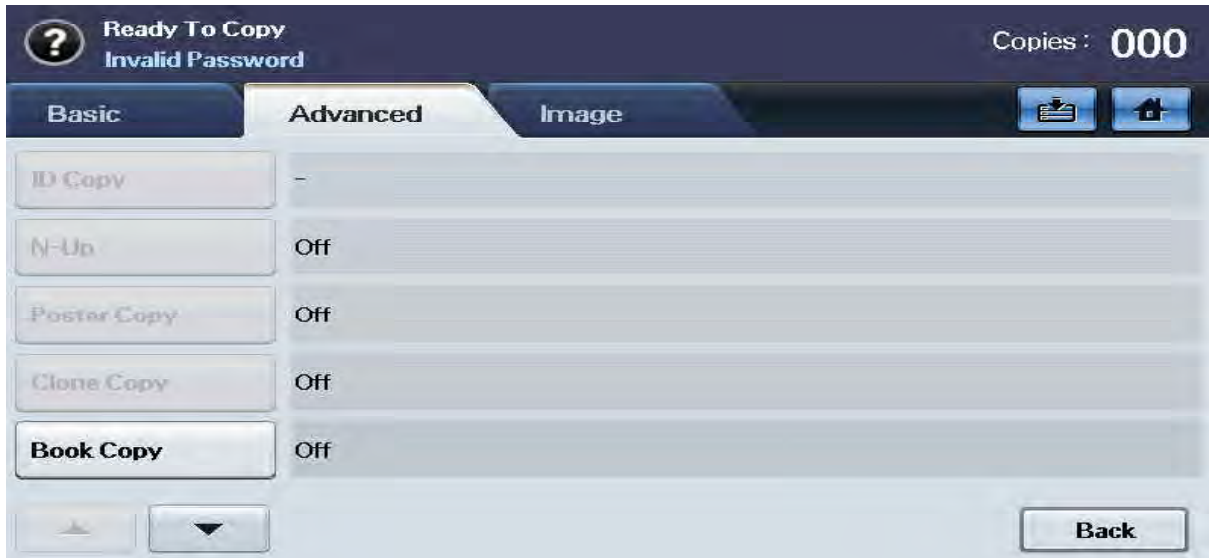 Ready To Copy
Invalid Password
Copies : 000
Basic Advanced Image
ID Copy -
N-Up Off
Poster Copy Off
Clone Copy Off
Book Copy Off
Back